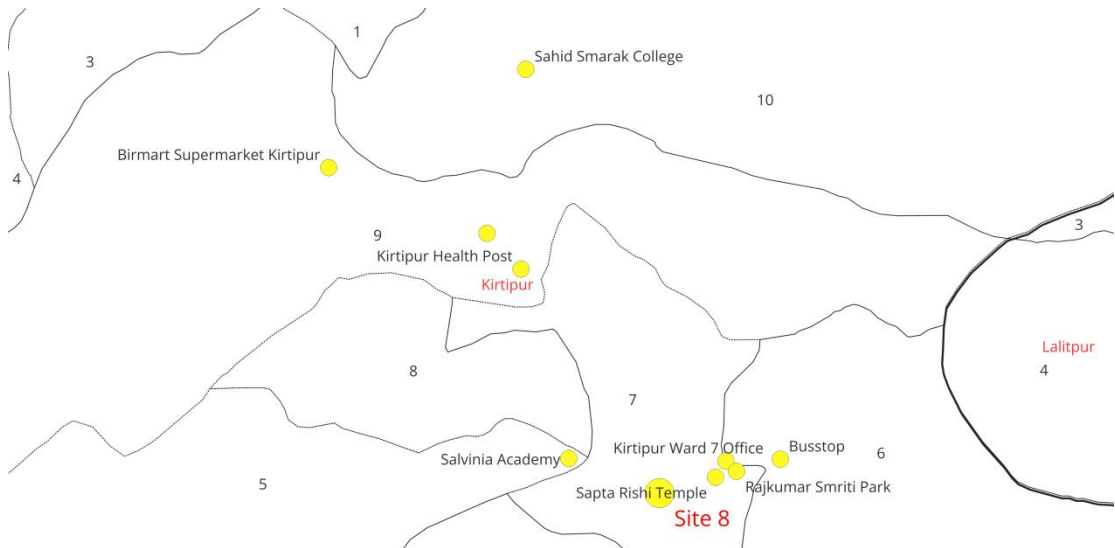 1
Sahid Smarak College
3
10
Birmart Supermarket Kirtipur
4
3
9
Kirtipur Health Post
Kirtipur
Lalitpur
8
4
7
Kirtipur Ward 7 Office
Busstop
6
Salvinia Academy
5
Sapta Rishi Temple
Rajkumar Smriti Park
Site 8